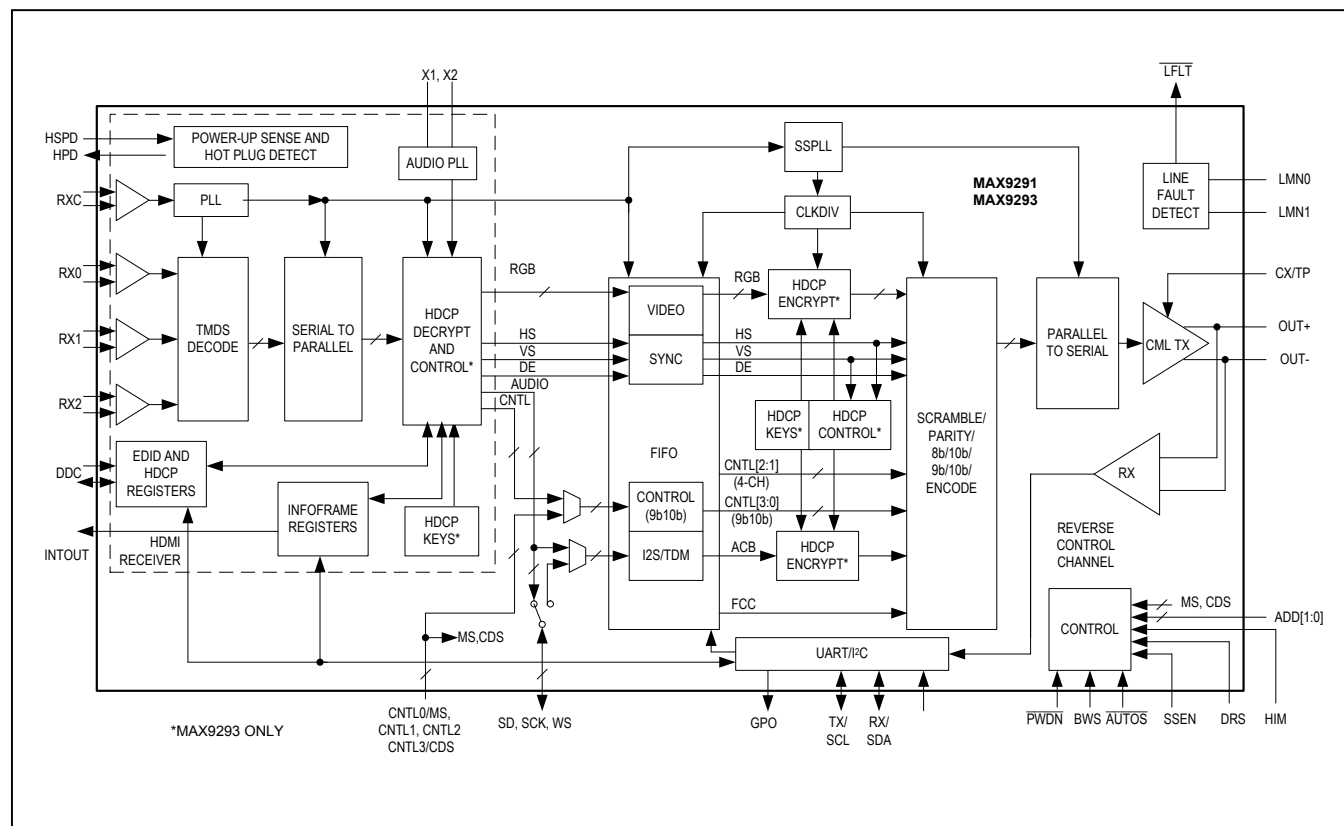 X1, X2
LFLT
HSPD
HPD
POWER-UP SENSE AND
HOT PLUG DETECT
AUDIO PLL
SSPLL
MAX9291
MAX9293
LINE
FAULT
DETECT
LMN0
LMN1
RXC
PLL
CLKDIV
RX0
RX1
RX2
TMDS
DECODE
SERIAL TO
PARALLEL
HDCP
DECRYPT
AND
CONTROL*
RGB
HS
VS
DE
AUDIO
CNTL
VIDEO
SYNC
RGB
HS
VS
DE
HDCP
ENCRYPT*
HDCP
KEYS*
HDCP
CONTROL*
SCRAMBLE/
PARITY/
8b/10b/
9b/10b/
ENCODE
PARALLEL
TO SERIAL
CML TX
CX/TP
OUT+
OUT-
DDC
EDID AND
HDCP
REGISTERS
INFOFRAME
REGISTERS
HDCP
KEYS*
INTOUT
HDMI
RECEIVER
FIFO
CONTROL
(9b10b)
I2S/TDM
CNTL[2:1]
(4-CH)
CNTL[3:0]
(9b10b)
ACB
HDCP
ENCRYPT*
FCC
RX
REVERSE
CONTROL
CHANNEL
MS,CDS
UART/I²C
CONTROL
MS, CDS
ADD[1:0]
*MAX9293 ONLY
CNTL0/MS,
CNTL1, CNTL2
CNTL3/CDS
SD, SCK, WS
GPO
TX/
SCL
RX/
SDA
PWDN
BWS
AUTOS
SSEN
DRS
HIM